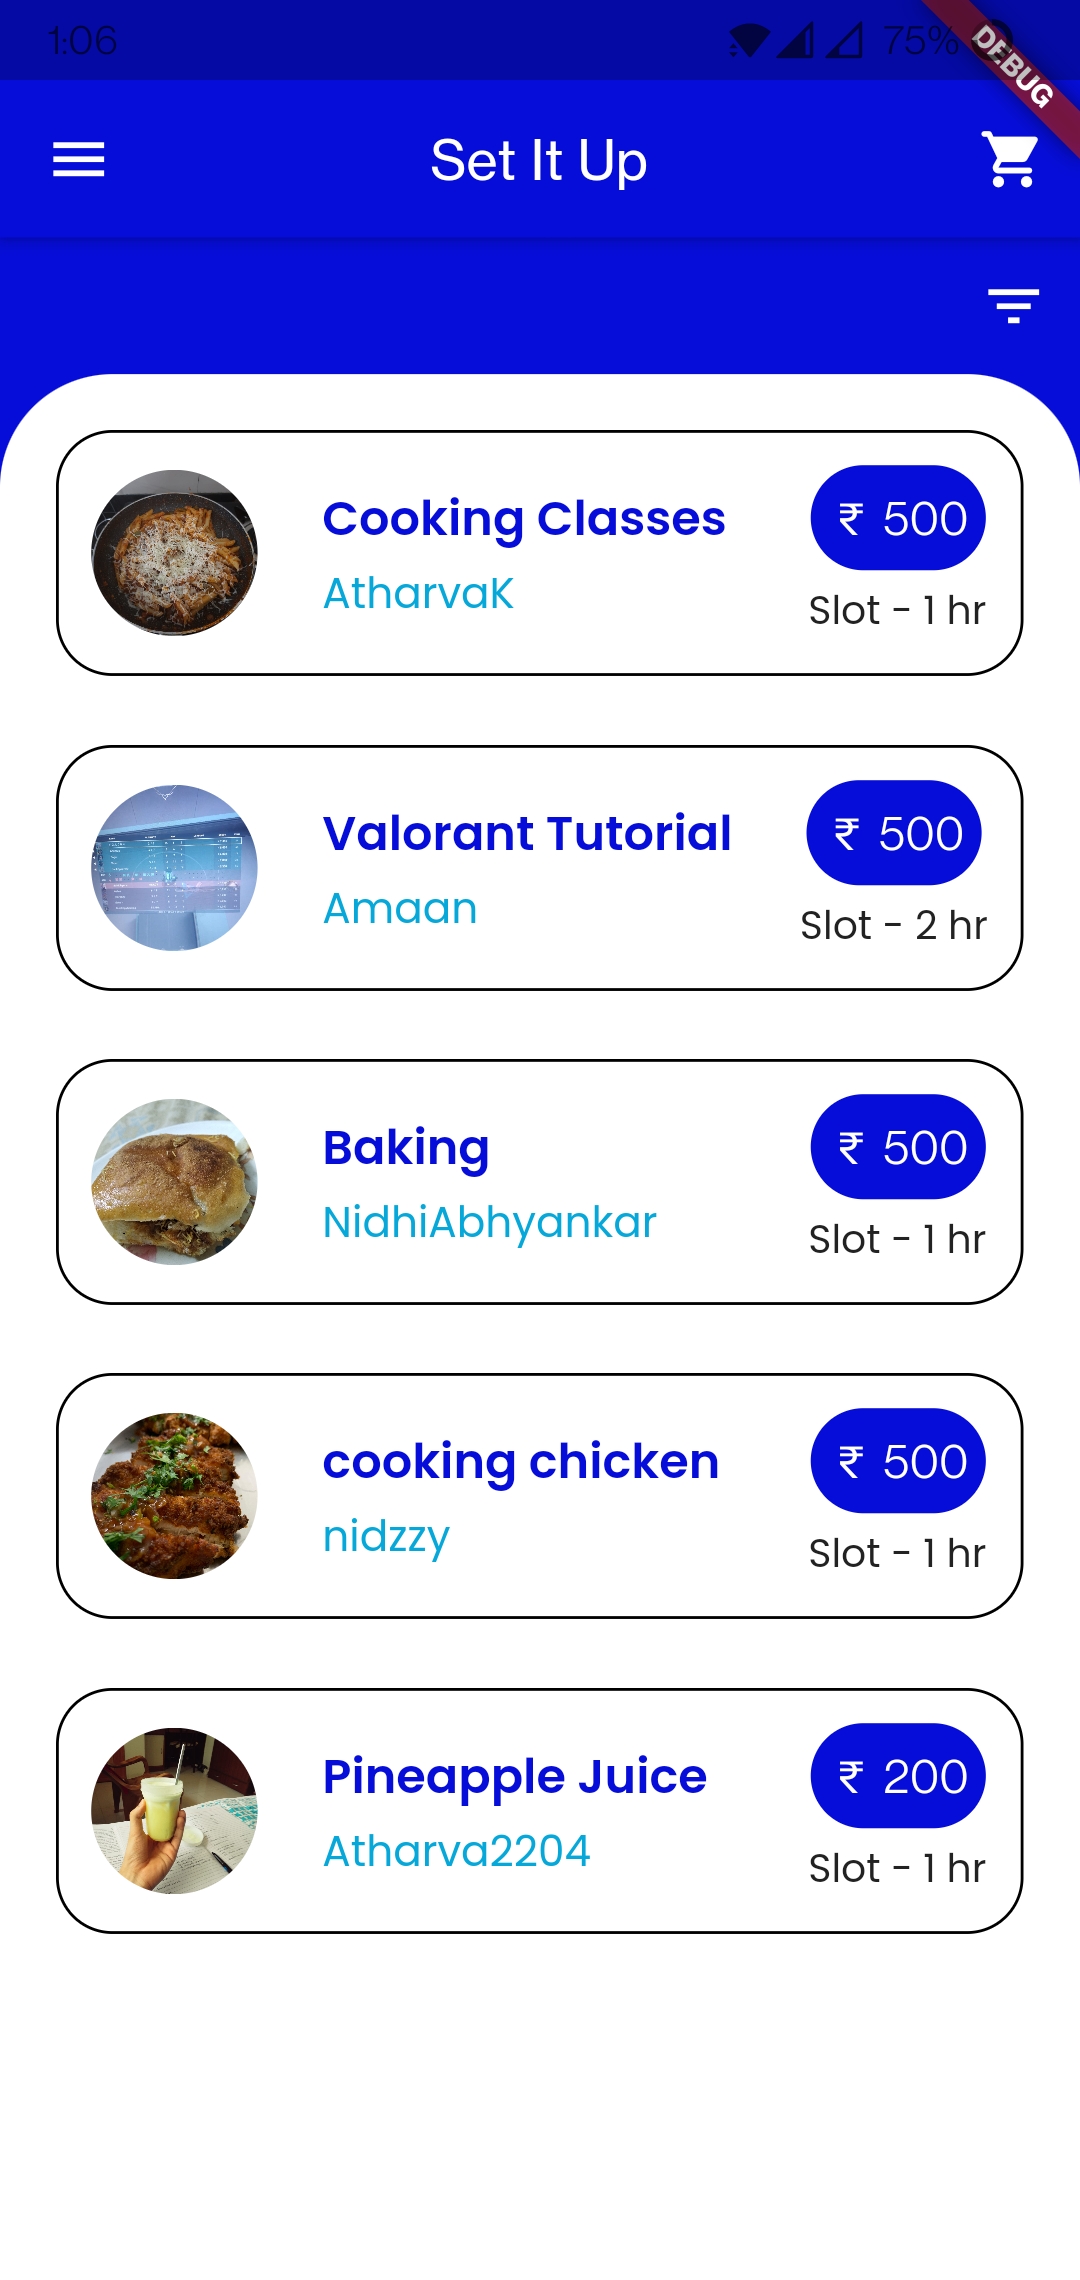 1:06
75%
DEBUG
Set It Up
Cooking Classes
₹ 500
AtharvaK
Slot - 1 hr
Valorant Tutorial
₹ 500
Amaan
Slot - 2 hr
Baking
₹ 500
NidhiAbhyankar
Slot - 1 hr
cooking chicken
₹ 500
nidzzy
Slot - 1 hr
Pineapple Juice
₹ 200
Atharva2204
Slot - 1 hr